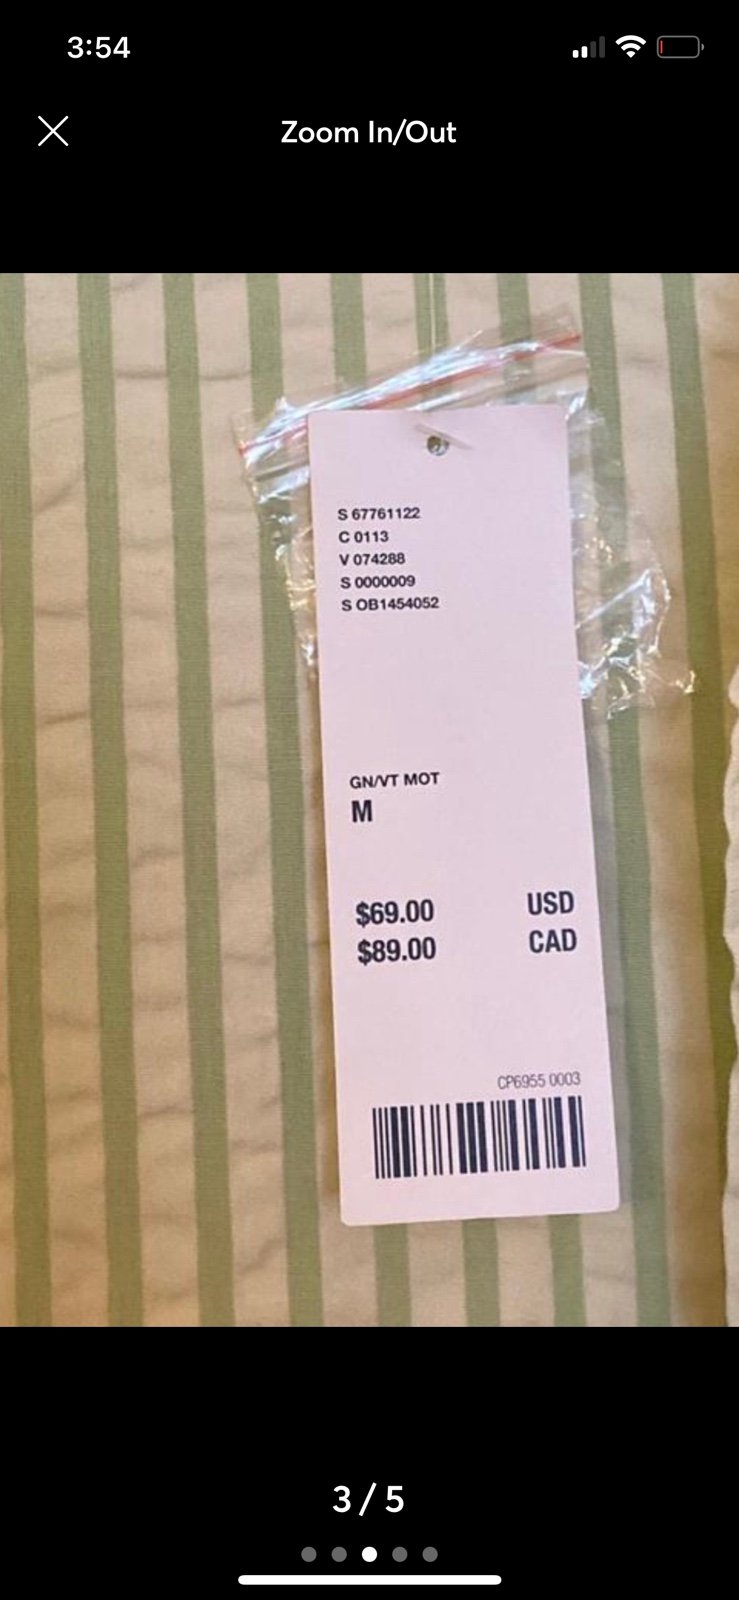 3:54
Zoom In/Out
S 67761122
C 0113
V 074288
S 0000009
S OB1454052
GN/VT MOT
M
$69.00 USD
$89.00 CAD
CP6955 0003
3 / 5